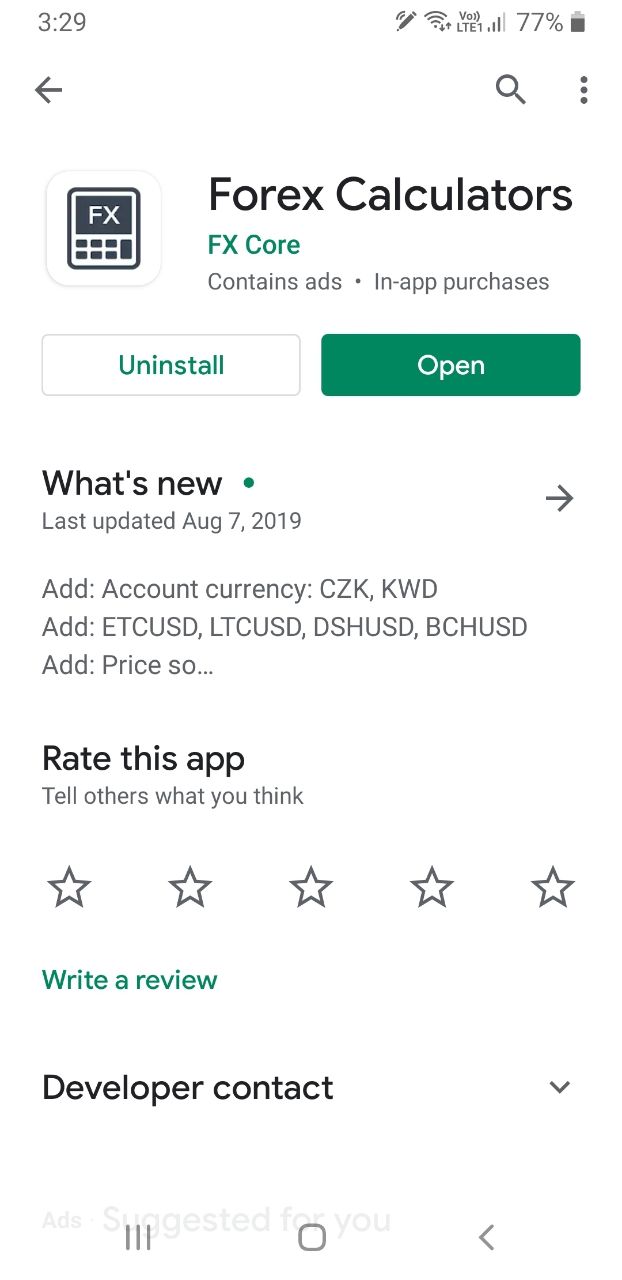 3:29 Vo)) LTE1 77%
FX
Forex Calculators
FX Core
Contains ads • In-app purchases
Uninstall Open
What's new •
Last updated Aug 7, 2019
Add: Account currency: CZK, KWD
Add: ETCUSD, LTCUSD, DSHUSD, BCHUSD
Add: Price so…
Rate this app
Tell others what you think
Write a review
Developer contact
Ads · Suggested for you